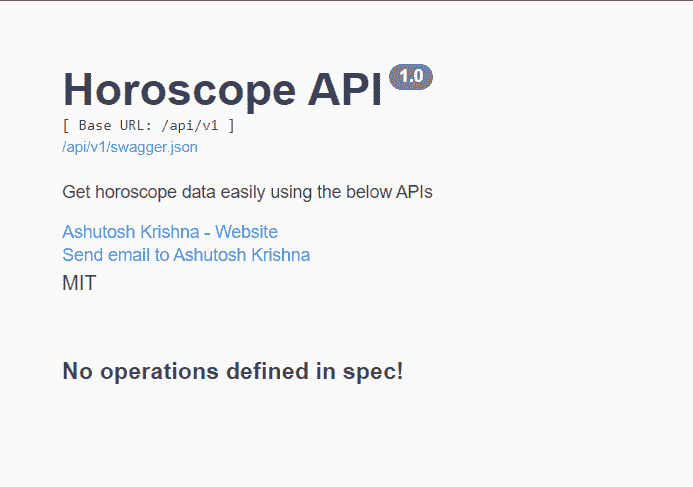 Horoscope API 1.0
[ Base URL: /api/v1 ]
/api/v1/swagger.json
Get horoscope data easily using the below APIs
Ashutosh Krishna - Website
Send email to Ashutosh Krishna
MIT
No operations defined in spec!